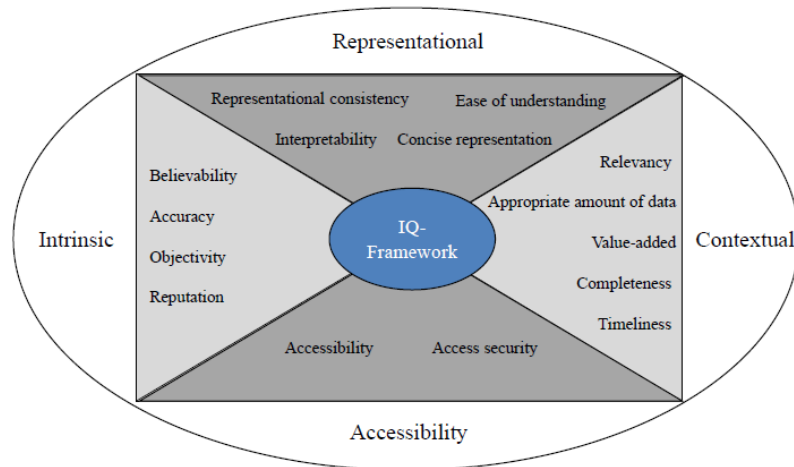 Representational
Representational consistency
Ease of understanding
Interpretability
Concise representation
Believability
Accuracy
Objectivity
Reputation
Intrinsic
IQ-
Framework
Relevancy
Appropriate amount of data
Value-added
Completeness
Timeliness
Contextual
Accessibility
Access security
Accessibility